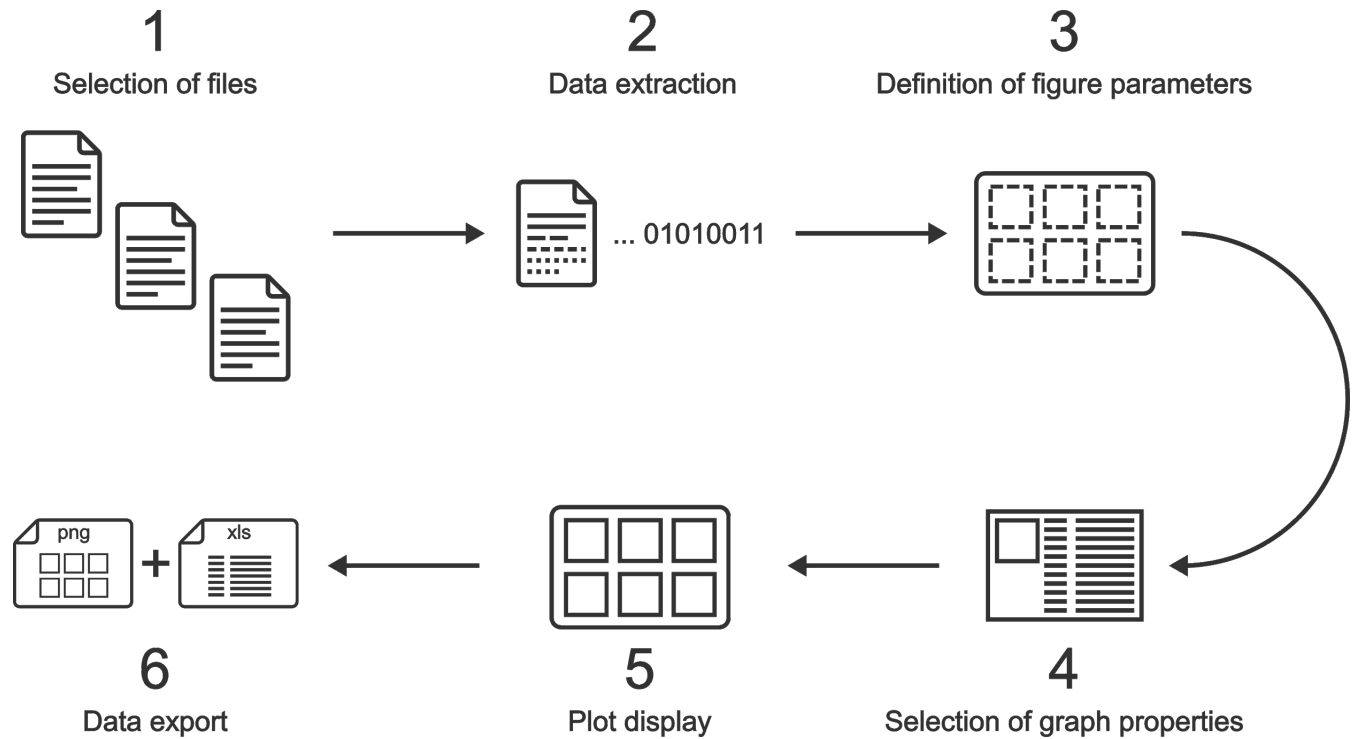 1
Selection of files
2
Data extraction
3
Definition of figure parameters
... 01010011
png
+
xls
6
Data export
5
Plot display
4
Selection of graph properties